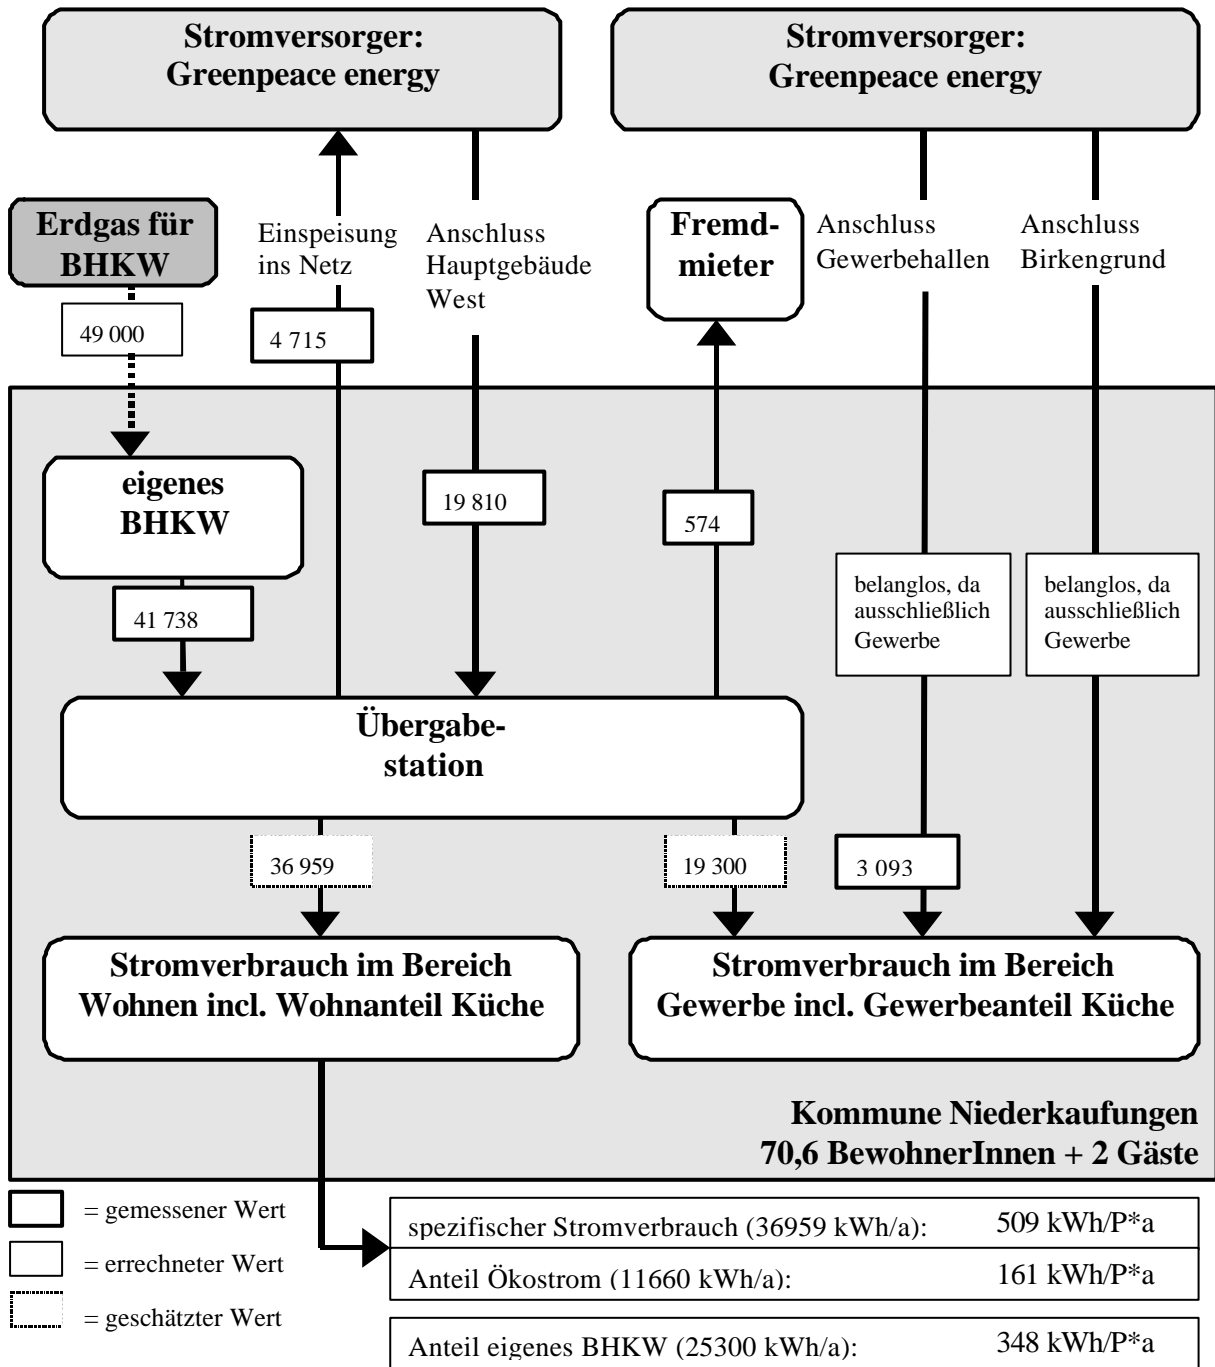 Stromversorger:
Greenpeace energy
Stromversorger:
Greenpeace energy
Erdgas für
BHKW
Einspeisung
ins Netz
Anschluss
Hauptgebäude
West
Fremd-
mieter
Anschluss
Gewerbehallen
Anschluss
Birkengrund
49 000
4 715
eigenes
BHKW
19 810
574
41 738
belanglos, da
ausschließlich
Gewerbe
belanglos, da
ausschließlich
Gewerbe
Übergabe-
station
36 959
19 300
3 093
Stromverbrauch im Bereich
Wohnen incl. Wohnanteil Küche
Stromverbrauch im Bereich
Gewerbe incl. Gewerbeanteil Küche
Kommune Niederkaufungen
70,6 BewohnerInnen + 2 Gäste
= gemessener Wert
= errechneter Wert
= geschätzter Wert
spezifischer Stromverbrauch (36959 kWh/a): 509 kWh/P*a
Anteil Ökostrom (11660 kWh/a): 161 kWh/P*a
Anteil eigenes BHKW (25300 kWh/a): 348 kWh/P*a